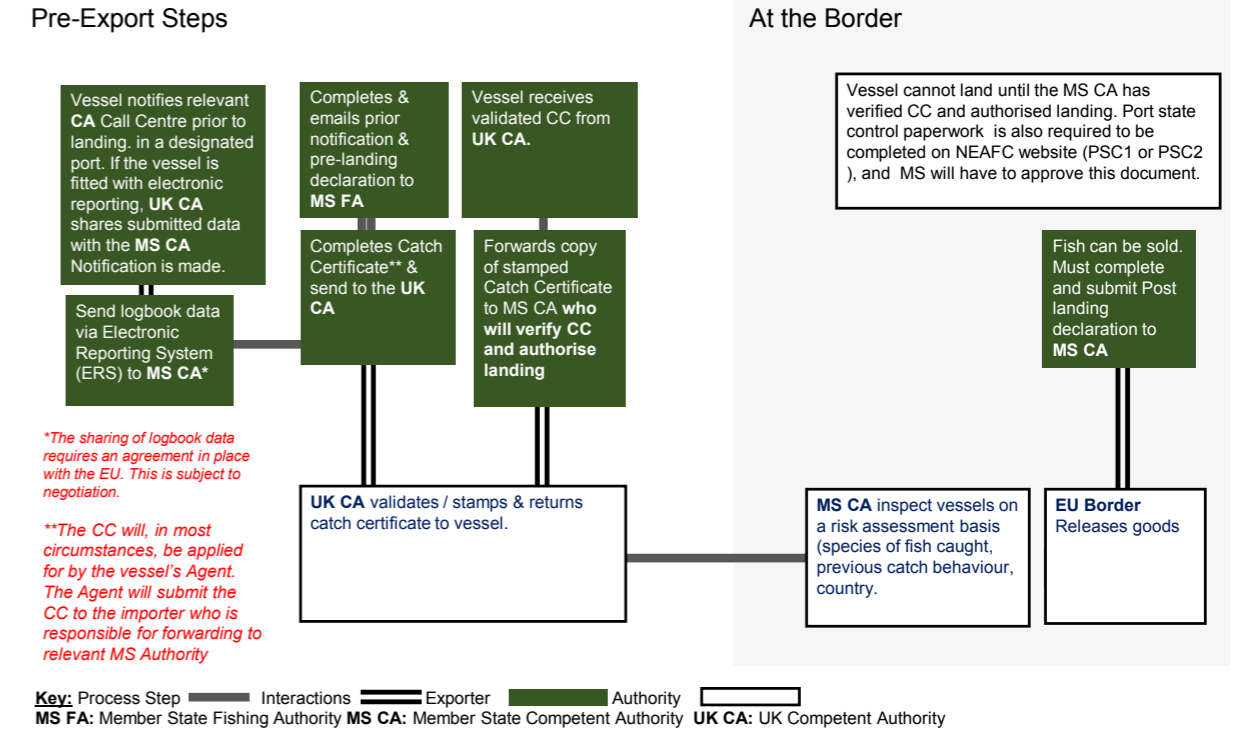 Pre-Export Steps
At the Border
Vessel notifies relevant
CA Call Centre prior to
landing. in a designated
port. If the vessel is
fitted with electronic
reporting, UK CA
shares submitted data
with the MS CA
Notification is made.
Send logbook data
via Electronic
Reporting System
(ERS) to MS CA*
Completes &
emails prior
notification &
pre-landing
declaration to
MS FA
Completes Catch
Certificate** &
send to the UK
CA
Vessel receives
validated CC from
UK CA.
Forwards copy
of stamped
Catch Certificate
to MS CA who
will verify CC
and authorise
landing
Vessel cannot land until the MS CA has
verified CC and authorised landing. Port state
control paperwork  is also required to be
completed on NEAFC website (PSC1 or PSC2
), and  MS will have to approve this document.
Fish can be sold.
Must complete
and submit Post
landing
declaration to
MS CA
*The sharing of logbook data
requires an agreement in place
with the EU. This is subject to
negotiation.
**The CC will, in most
circumstances, be applied
for by the vessel's Agent.
The Agent will submit the
CC to the importer who is
responsible for forwarding to
relevant MS Authority
UK CA validates / stamps & returns
catch certificate to vessel.
MS CA inspect vessels on
a risk assessment basis
(species of fish caught,
previous catch behaviour,
country.
EU Border
Releases goods
Key: Process Step Interactions Exporter Authority
MS FA: Member State Fishing Authority MS CA: Member State Competent Authority  UK CA: UK Competent Authority